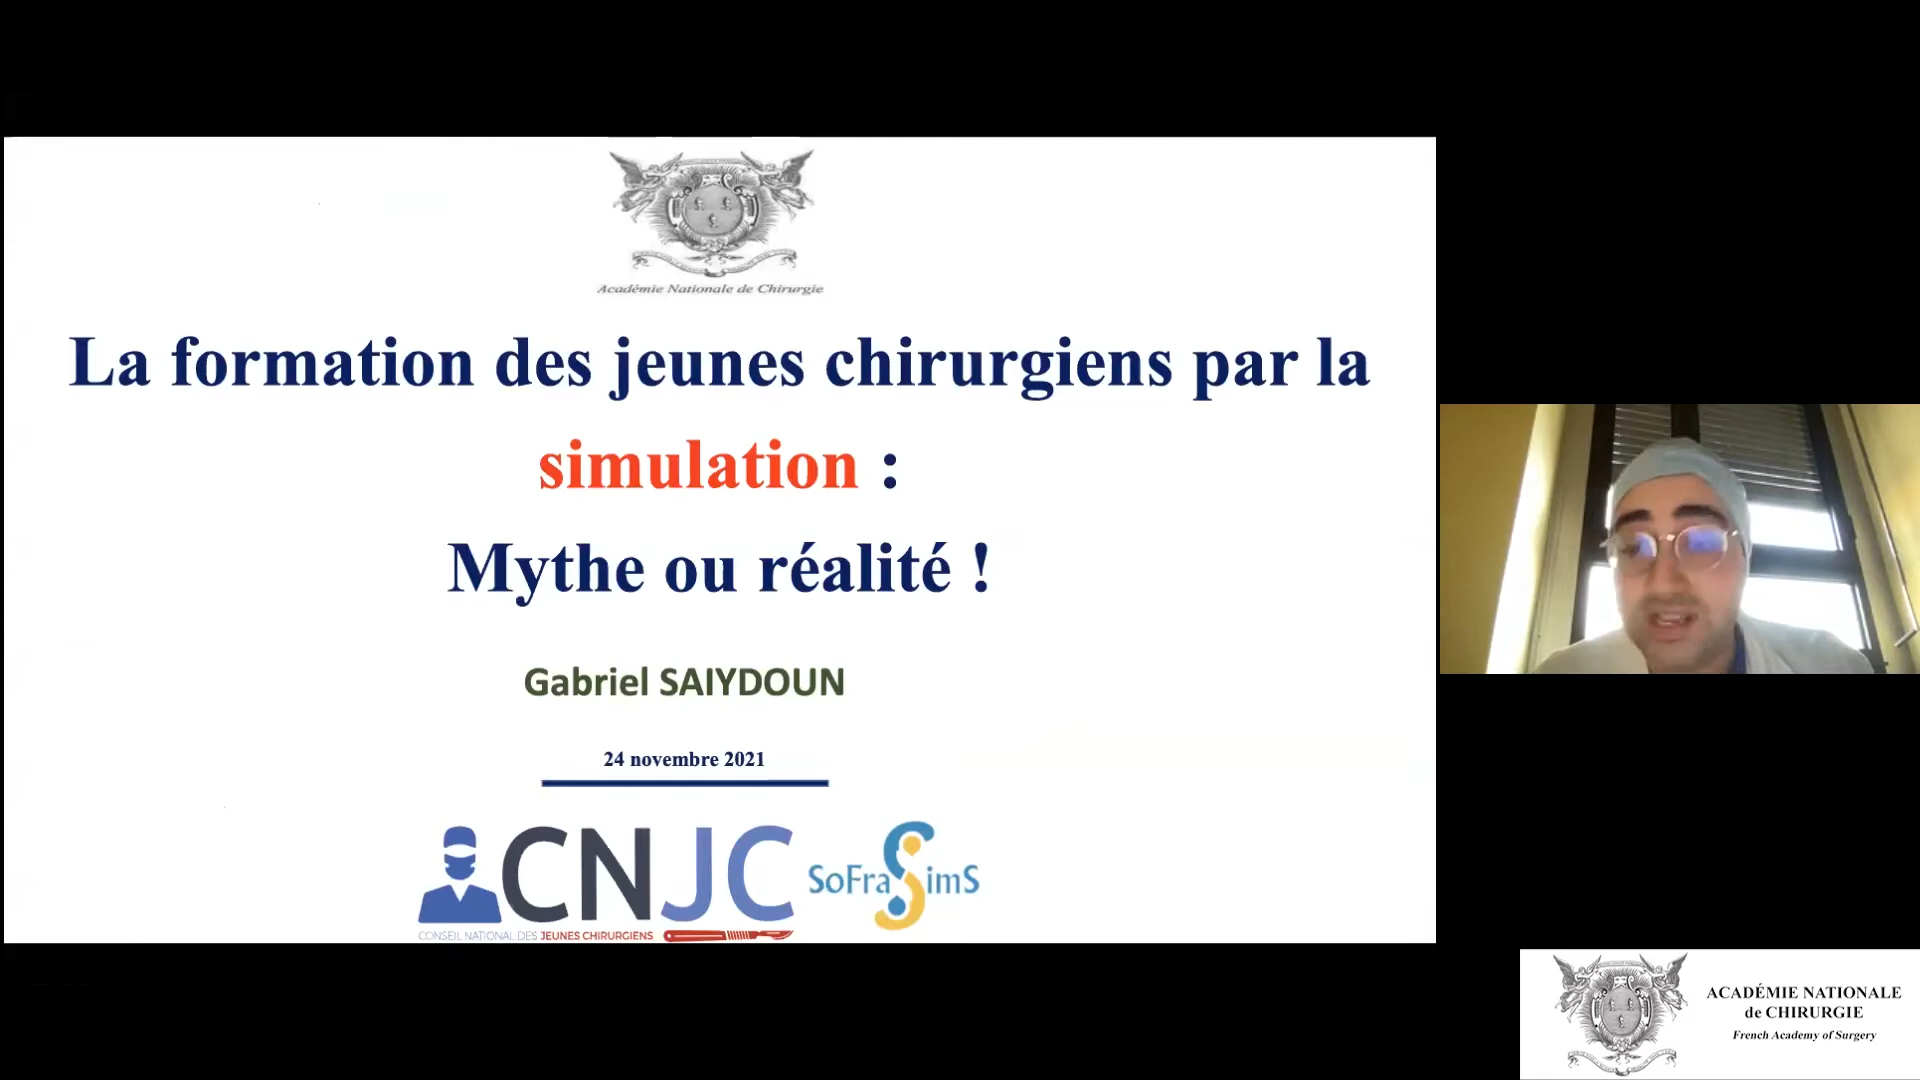 Académie Nationale de Chirurgie
La formation des jeunes chirurgiens par la
simulation :
Mythe ou réalité !
Gabriel SAIYDOUN
24 novembre 2021
CNJC
CONSEIL NATIONAL DES JEUNES CHIRURGIENS
SoFraSimS
ACADÉMIE NATIONALE
de CHIRURGIE
French Academy of Surgery